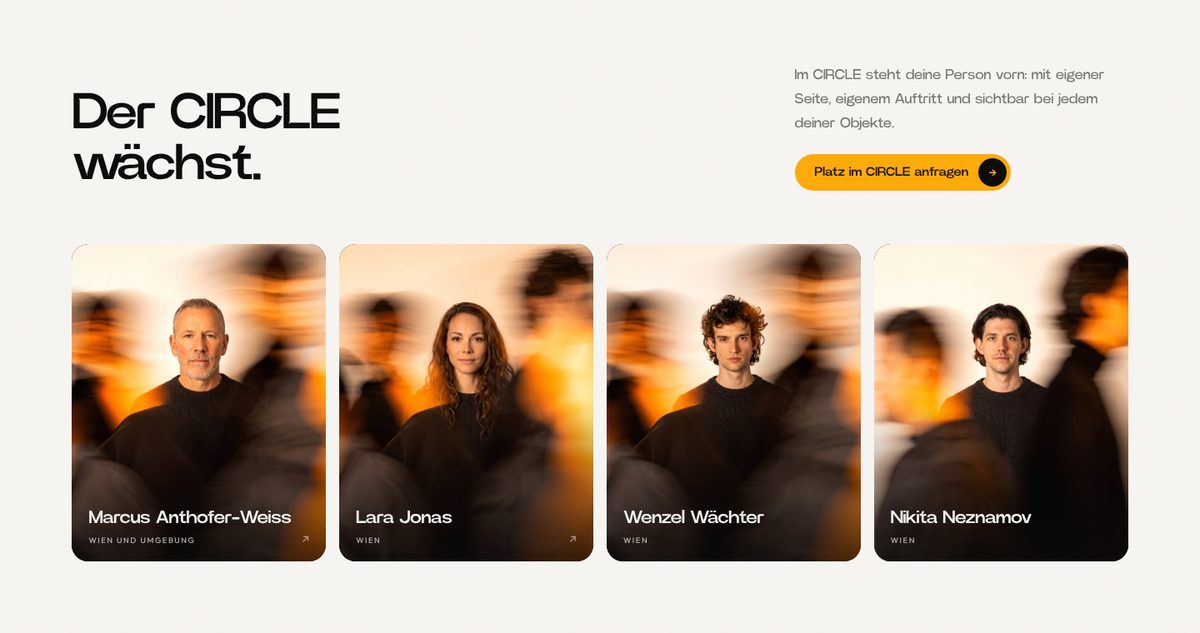 Der CIRCLE
wächst.
Im CIRCLE steht deine Person vorn: mit eigener
Seite, eigenem Auftritt und sichtbar bei jedem
deiner Objekte.
Platz im CIRCLE anfragen
Marcus Anthofer-Weiss
WIEN UND UMGEBUNG
Lara Jonas
WIEN
Wenzel Wächter
WIEN
Nikita Neznamov
WIEN